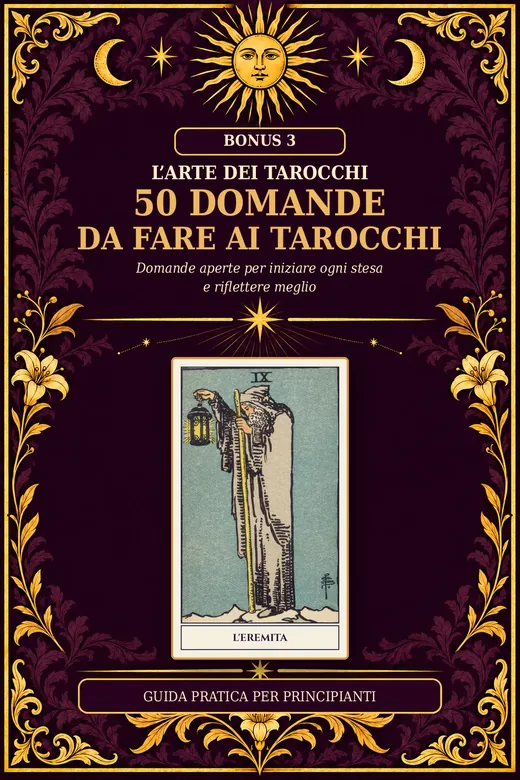 BONUS 3
L'ARTE DEI TAROCCHI
50 DOMANDE
DA FARE AI TAROCCHI
Domande aperte per iniziare ogni stesa
e riflettere meglio
IX
L'EREMITA
GUIDA PRATICA PER PRINCIPIANTI